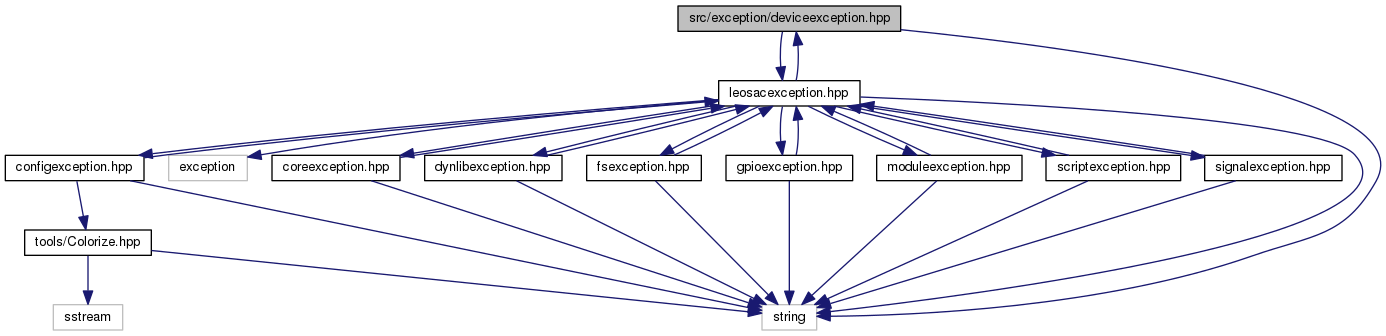 src/exception/deviceexception.hpp
leosacexception.hpp
configexception.hpp
exception
coreexception.hpp
dynlibexception.hpp
fsexception.hpp
gpioexception.hpp
moduleexception.hpp
scriptexception.hpp
signalexception.hpp
tools/Colorize.hpp
sstream
string